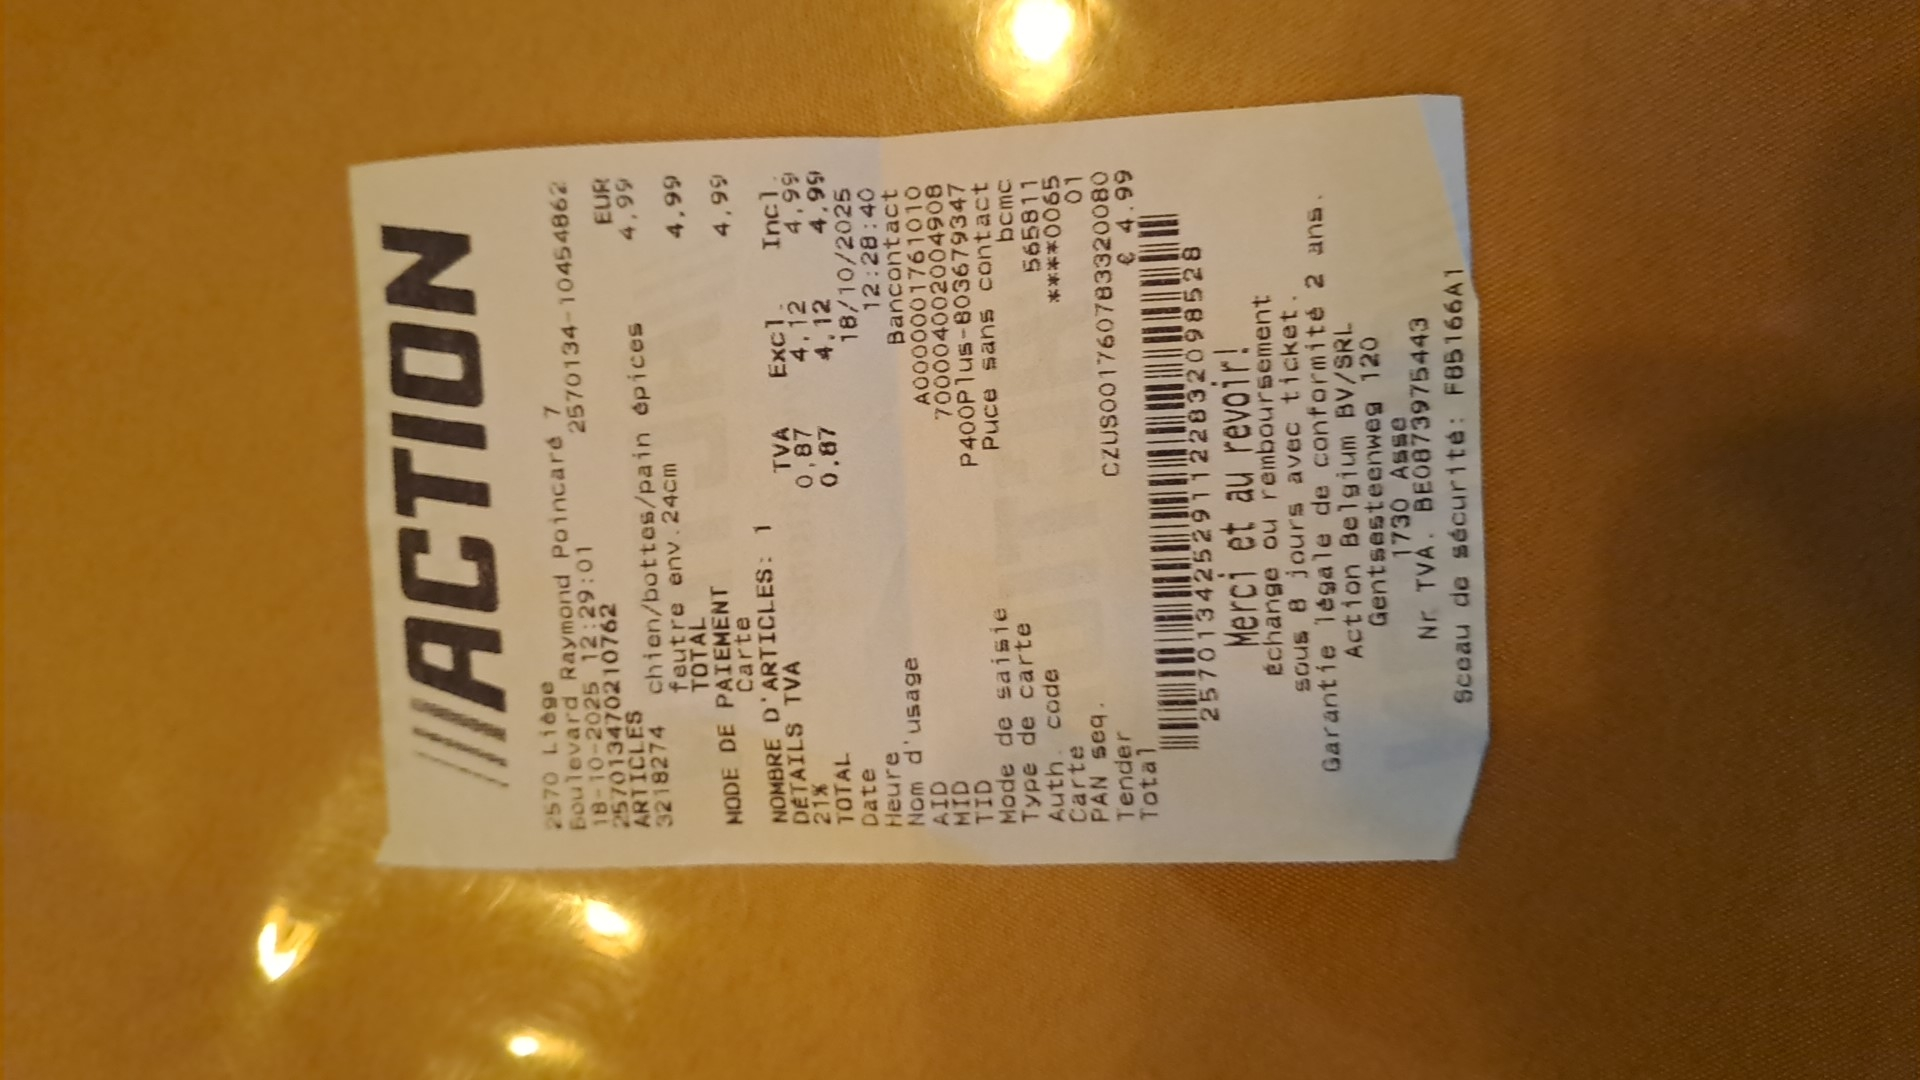 ACTION
2570 Liège
Boulevard Raymond Poincaré 7
18-10-2025 12:29:01 2570134-10454862
2570134702107​62
ARTICLES EUR
3218274 chien/bottes/pain épices 4,99
feutre env.24cm
TOTAL 4,99
MODE DE PAIEMENT
Carte 4,99
NOMBRE D'ARTICLES: 1
DÉTAILS TVA TVA Excl. Incl.
21% 0,87 4,12 4,99
TOTAL 0,87 4,12 4,99
Date 18/10/2025
Heure 12:28:40
Nom d'usage Bancontact
AID A0000001761010
MID 700004002004908
TID P400Plus-803679347
Mode de saisie Puce sans contact
Type de carte bcmc
Auth. code 565811
Carte ****0065
PAN seq. 01
Tender CZUS001760783320080
Total € 4.99
25701342529112283209852​8
Merci et au revoir!
échange ou remboursement
sous 8 jours avec ticket.
Garantie légale de conformité 2 ans.
Action Belgium BV/SRL
Gentsesteenweg 120
1730 Asse
Nr. TVA. BE0873975443
Sceau de sécurité: FB5166A1